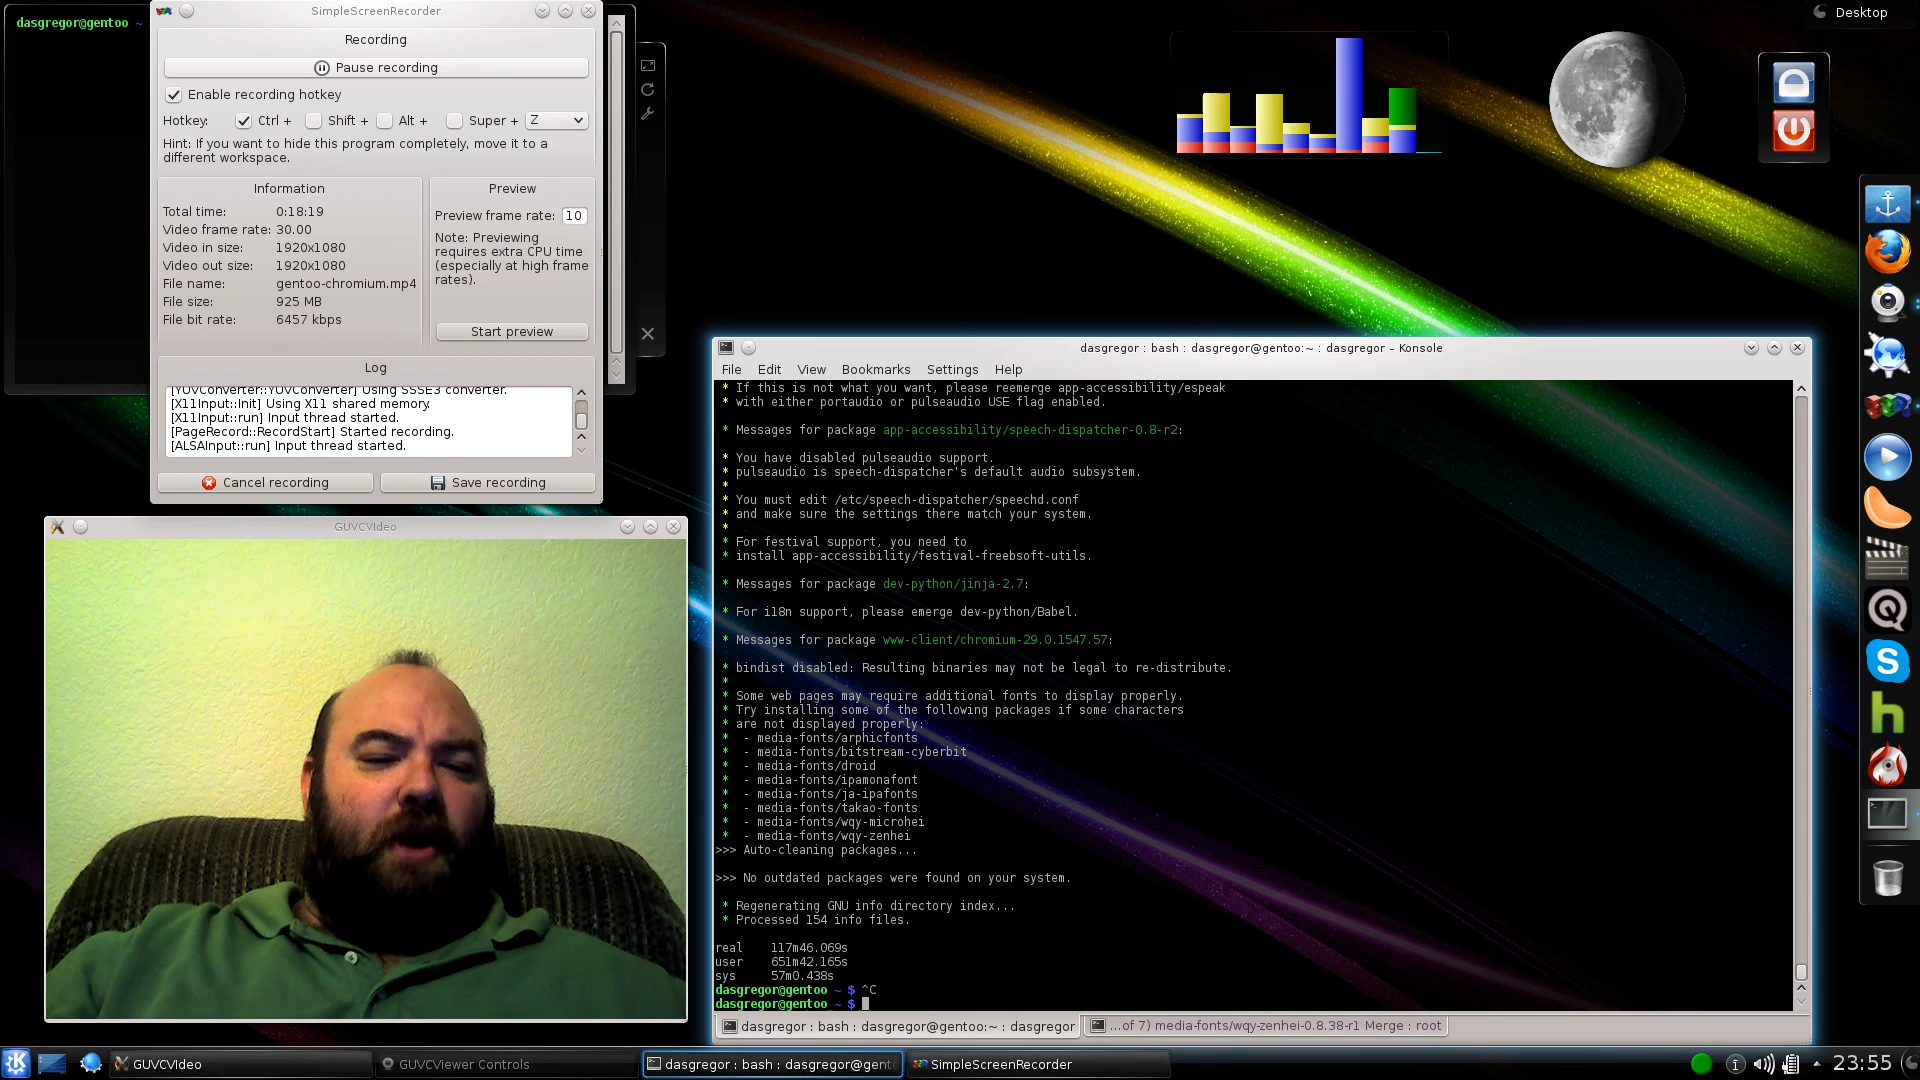 dasgregor@gentoo ~
SimpleScreenRecorder
Recording
Pause recording
Enable recording hotkey
Hotkey: Ctrl + Shift + Alt + Super + Z
Hint: If you want to hide this program completely, move it to a
different workspace.
Information
Total time: 0:18:19
Video frame rate: 30.00
Video in size: 1920x1080
Video out size: 1920x1080
File name: gentoo-chromium.mp4
File size: 925 MB
File bit rate: 6457 kbps
Preview
Preview frame rate: 10
Note: Previewing
requires extra CPU time
(especially at high frame
rates).
Start preview
Log
[YUVConverter::YUVConverter] Using SSSE3 converter.
[X11Input::Init] Using X11 shared memory.
[X11Input::run] Input thread started.
[PageRecord::RecordStart] Started recording.
[ALSAInput::run] Input thread started.
Cancel recording
Save recording
Desktop
GUVCVideo
dasgregor : bash : dasgregor@gentoo:~ : dasgregor – Konsole
File Edit View Bookmarks Settings Help
* If this is not what you want, please reemerge app-accessibility/espeak
* with either portaudio or pulseaudio USE flag enabled.
* Messages for package app-accessibility/speech-dispatcher-0.8-r2:
* You have disabled pulseaudio support.
* pulseaudio is speech-dispatcher's default audio subsystem.
*
* You must edit /etc/speech-dispatcher/speechd.conf
* and make sure the settings there match your system.
*
* For festival support, you need to
* install app-accessibility/festival-freebsoft-utils.
* Messages for package dev-python/jinja-2.7:
* For i18n support, please emerge dev-python/Babel.
* Messages for package www-client/chromium-29.0.1547.57:
* bindist disabled: Resulting binaries may not be legal to re-distribute.
*
* Some web pages may require additional fonts to display properly.
* Try installing some of the following packages if some characters
* are not displayed properly:
* - media-fonts/arphicfonts
* - media-fonts/bitstream-cyberbit
* - media-fonts/droid
* - media-fonts/ipamonafont
* - media-fonts/ja-ipafonts
* - media-fonts/takao-fonts
* - media-fonts/wqy-microhei
* - media-fonts/wqy-zenhei
>>> Auto-cleaning packages...
>>> No outdated packages were found on your system.
* Regenerating GNU info directory index...
* Processed 154 info files.
real 117m46.069s
user 651m42.165s
sys 57m0.438s
dasgregor@gentoo ~ $ ^C
dasgregor@gentoo ~ $
dasgregor : bash : dasgregor@gentoo:~ : dasgregor
...of 7) media-fonts/wqy-zenhei-0.8.38-r1 Merge : root
GUVCVideo
GUVCViewer Controls
dasgregor : bash : dasgregor@gento
SimpleScreenRecorder
23:55